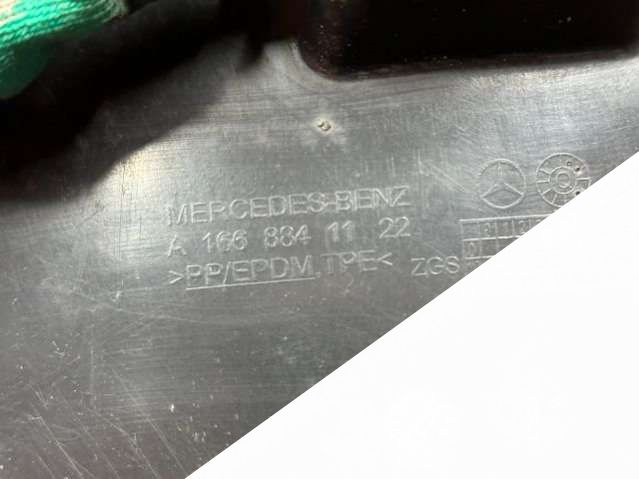 MERCEDES-BENZ
A 166 884 11 22
>PP/EPDM,TPE<
ZGS